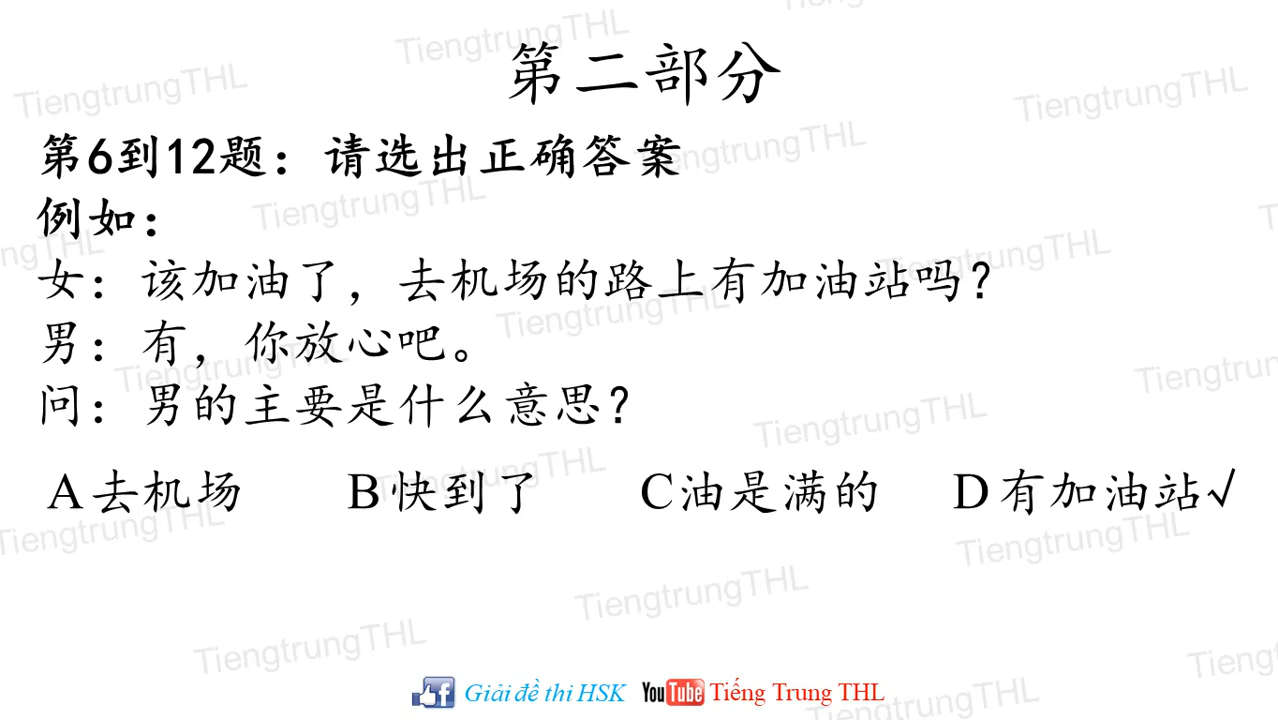 第二部分
第6到12题：请选出正确答案
例如：
女：该加油了，去机场的路上有加油站吗？
男：有，你放心吧。
问：男的主要是什么意思？
A去机场 B快到了 C油是满的 D有加油站√
Giải đề thi HSK YouTube Tiếng Trung THL
TiengtrungTHL